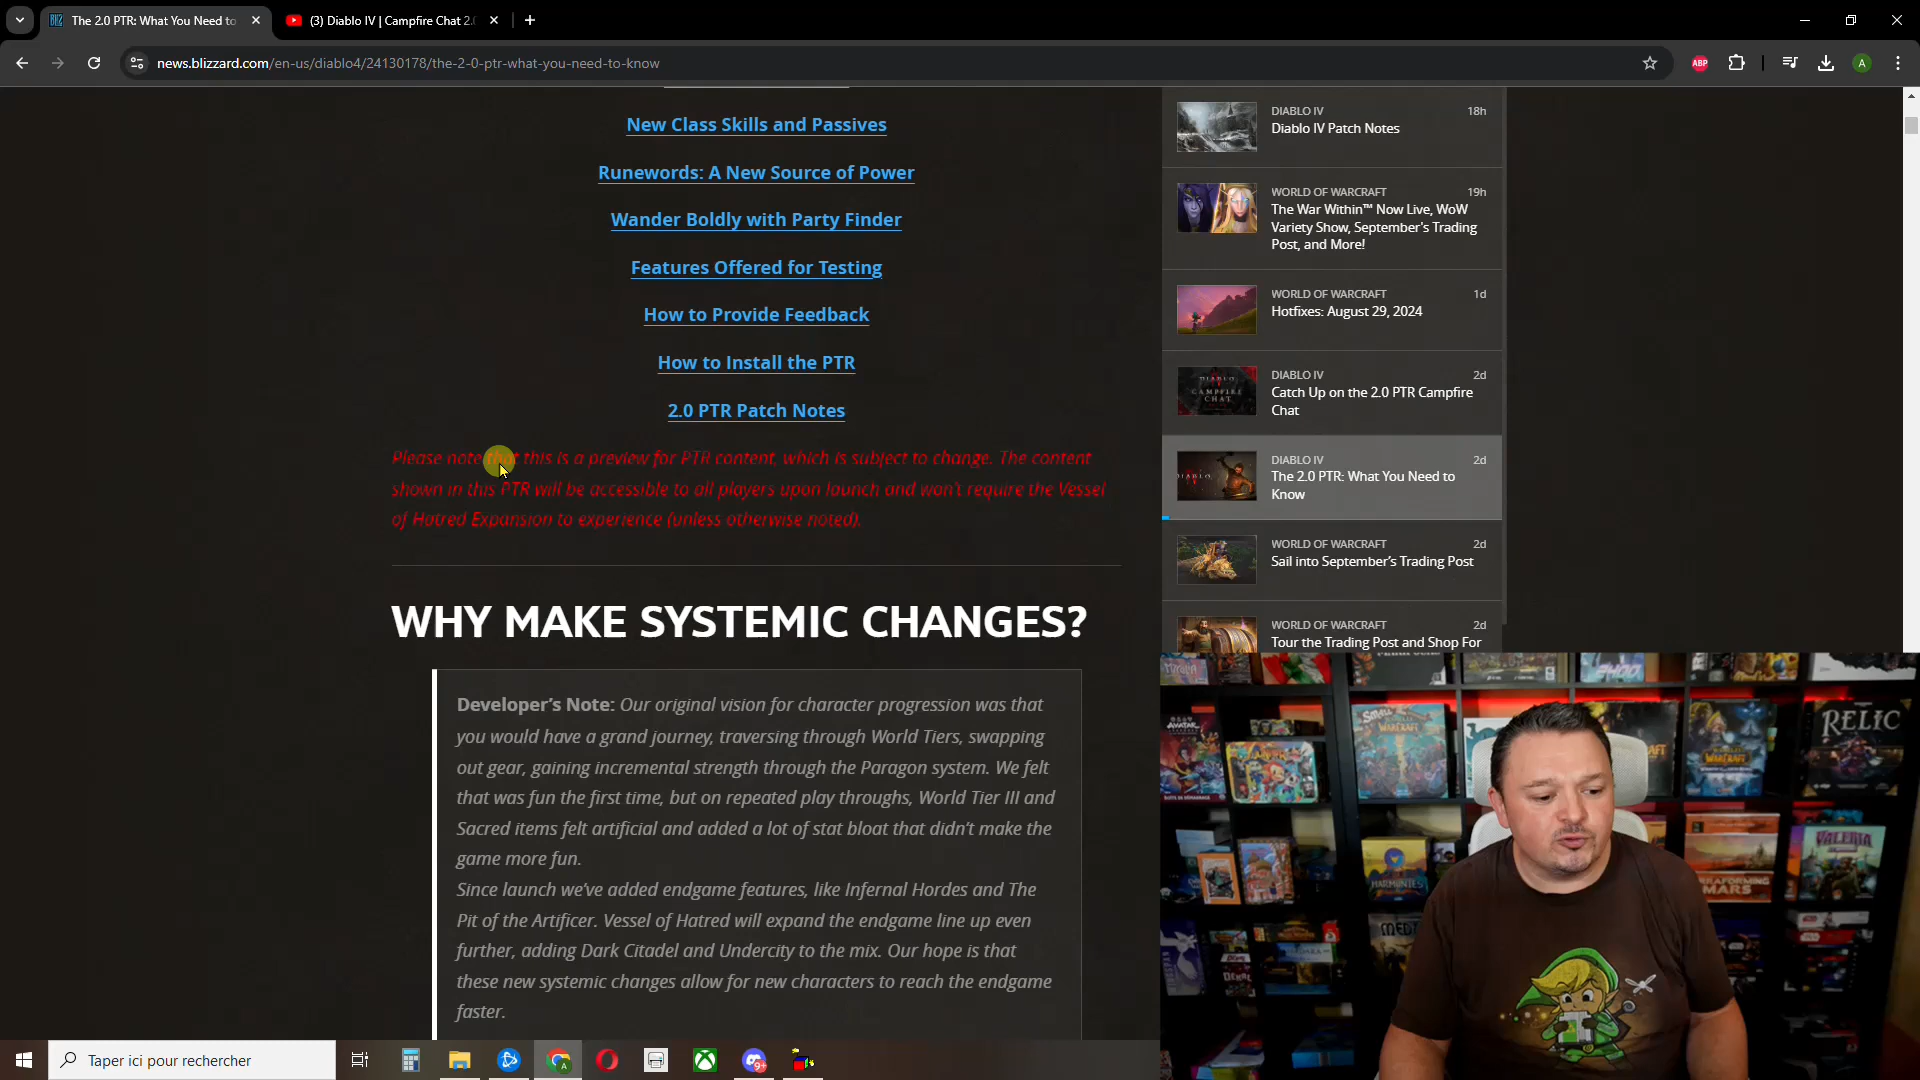 The 2.0 PTR: What You Need to
(3) Diablo IV | Campfire Chat 2.
news.blizzard.com/en-us/diablo4/24130178/the-2-0-ptr-what-you-need-to-know
ABP
A
New Class Skills and Passives
Runewords: A New Source of Power
Wander Boldly with Party Finder
Features Offered for Testing
How to Provide Feedback
How to Install the PTR
2.0 PTR Patch Notes
Please note that this is a preview for PTR content, which is subject to change. The content
shown in this PTR will be accessible to all players upon launch and won't require the Vessel
of Hatred Expansion to experience (unless otherwise noted).
WHY MAKE SYSTEMIC CHANGES?
Developer's Note: Our original vision for character progression was that
you would have a grand journey, traversing through World Tiers, swapping
out gear, gaining incremental strength through the Paragon system. We felt
that was fun the first time, but on repeated play throughs, World Tier III and
Sacred items felt artificial and added a lot of stat bloat that didn't make the
game more fun.
Since launch we've added endgame features, like Infernal Hordes and The
Pit of the Artificer. Vessel of Hatred will expand the endgame line up even
further, adding Dark Citadel and Undercity to the mix. Our hope is that
these new systemic changes allow for new characters to reach the endgame
faster.
DIABLO IV 18h
Diablo IV Patch Notes
WORLD OF WARCRAFT 19h
The War Within™ Now Live, WoW
Variety Show, September's Trading
Post, and More!
WORLD OF WARCRAFT 1d
Hotfixes: August 29, 2024
DIABLO IV 2d
Catch Up on the 2.0 PTR Campfire
Chat
CAMPFIRE
CHAT
DIABLO IV 2d
The 2.0 PTR: What You Need to
Know
WORLD OF WARCRAFT 2d
Sail into September's Trading Post
WORLD OF WARCRAFT 2d
Tour the Trading Post and Shop For
AVATAR
SMALL
WARCRAFT
RELIC
HARMONIES
TERRAFORMING
MARS
VALERIA
Taper ici pour rechercher
9+